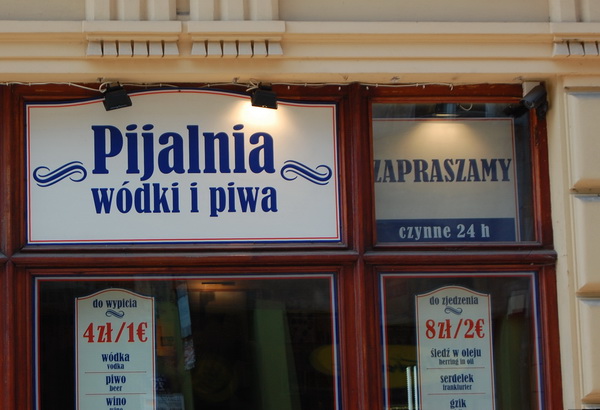 Pijalnia
wódki i piwa
ZAPRASZAMY
czynne 24 h
do wypicia
4zł/1€
wódka
vodka
piwo
beer
wino
do zjedzenia
8zł/2€
śledź w oleju
herring in oil
serdelek
frankfurter
gzik